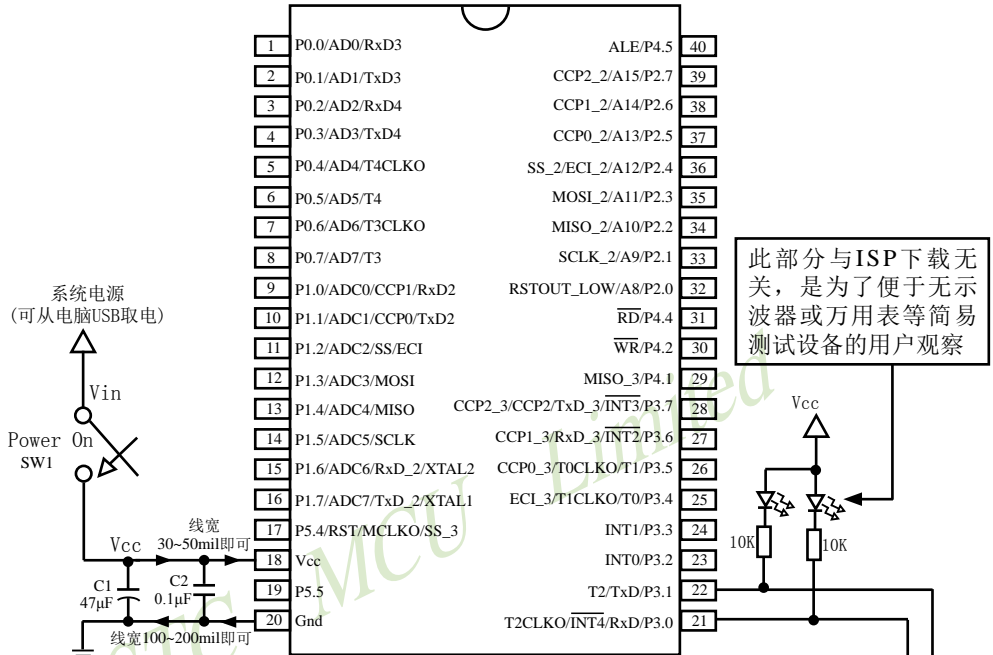 1 P0.0/AD0/RxD3
2 P0.1/AD1/TxD3
3 P0.2/AD2/RxD4
4 P0.3/AD3/TxD4
5 P0.4/AD4/T4CLKO
6 P0.5/AD5/T4
7 P0.6/AD6/T3CLKO
8 P0.7/AD7/T3
9 P1.0/ADC0/CCP1/RxD2
10 P1.1/ADC1/CCP0/TxD2
11 P1.2/ADC2/SS/ECI
12 P1.3/ADC3/MOSI
13 P1.4/ADC4/MISO
14 P1.5/ADC5/SCLK
15 P1.6/ADC6/RxD_2/XTAL2
16 P1.7/ADC7/TxD_2/XTAL1
17 P5.4/RST/MCLKO/SS_3
18 Vcc
19 P5.5
20 Gnd
ALE/P4.5 40
CCP2_2/A15/P2.7 39
CCP1_2/A14/P2.6 38
CCP0_2/A13/P2.5 37
SS_2/ECI_2/A12/P2.4 36
MOSI_2/A11/P2.3 35
MISO_2/A10/P2.2 34
SCLK_2/A9/P2.1 33
RSTOUT_LOW/A8/P2.0 32
RD/P4.4 31
WR/P4.2 30
MISO_3/P4.1 29
CCP2_3/CCP2/TxD_3/INT3/P3.7 28
CCP1_3/RxD_3/INT2/P3.6 27
CCP0_3/T0CLKO/T1/P3.5 26
ECI_3/T1CLKO/T0/P3.4 25
INT1/P3.3 24
INT0/P3.2 23
T2/TxD/P3.1 22
T2CLKO/INT4/RxD/P3.0 21
系统电源
(可从电脑USB取电)
Vin
Power On
SW1
Vcc
线宽
30~50mil即可
C1
47μF
C2
0.1μF
线宽100~200mil即可
此部分与ISP下载无
关，是为了便于无示
波器或万用表等简易
测试设备的用户观察
Vcc
10K
10K
STC MCU Limited